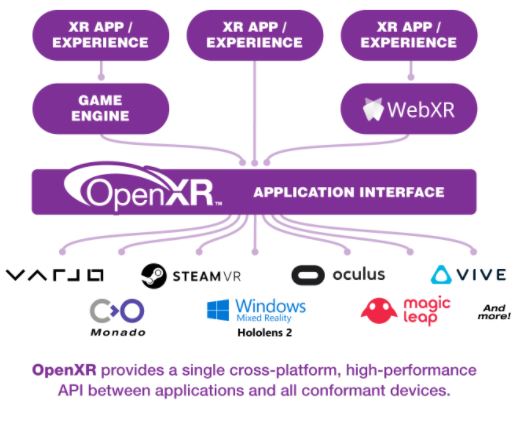 XR APP /
EXPERIENCE
XR APP /
EXPERIENCE
XR APP /
EXPERIENCE
GAME
ENGINE
WebXR
OpenXR™ APPLICATION INTERFACE
VARJO
STEAMVR
oculus
VIVE
Monado
Windows
Mixed Reality
Hololens 2
magic
leap
And
more!
OpenXR provides a single cross-platform, high-performance
API between applications and all conformant devices.